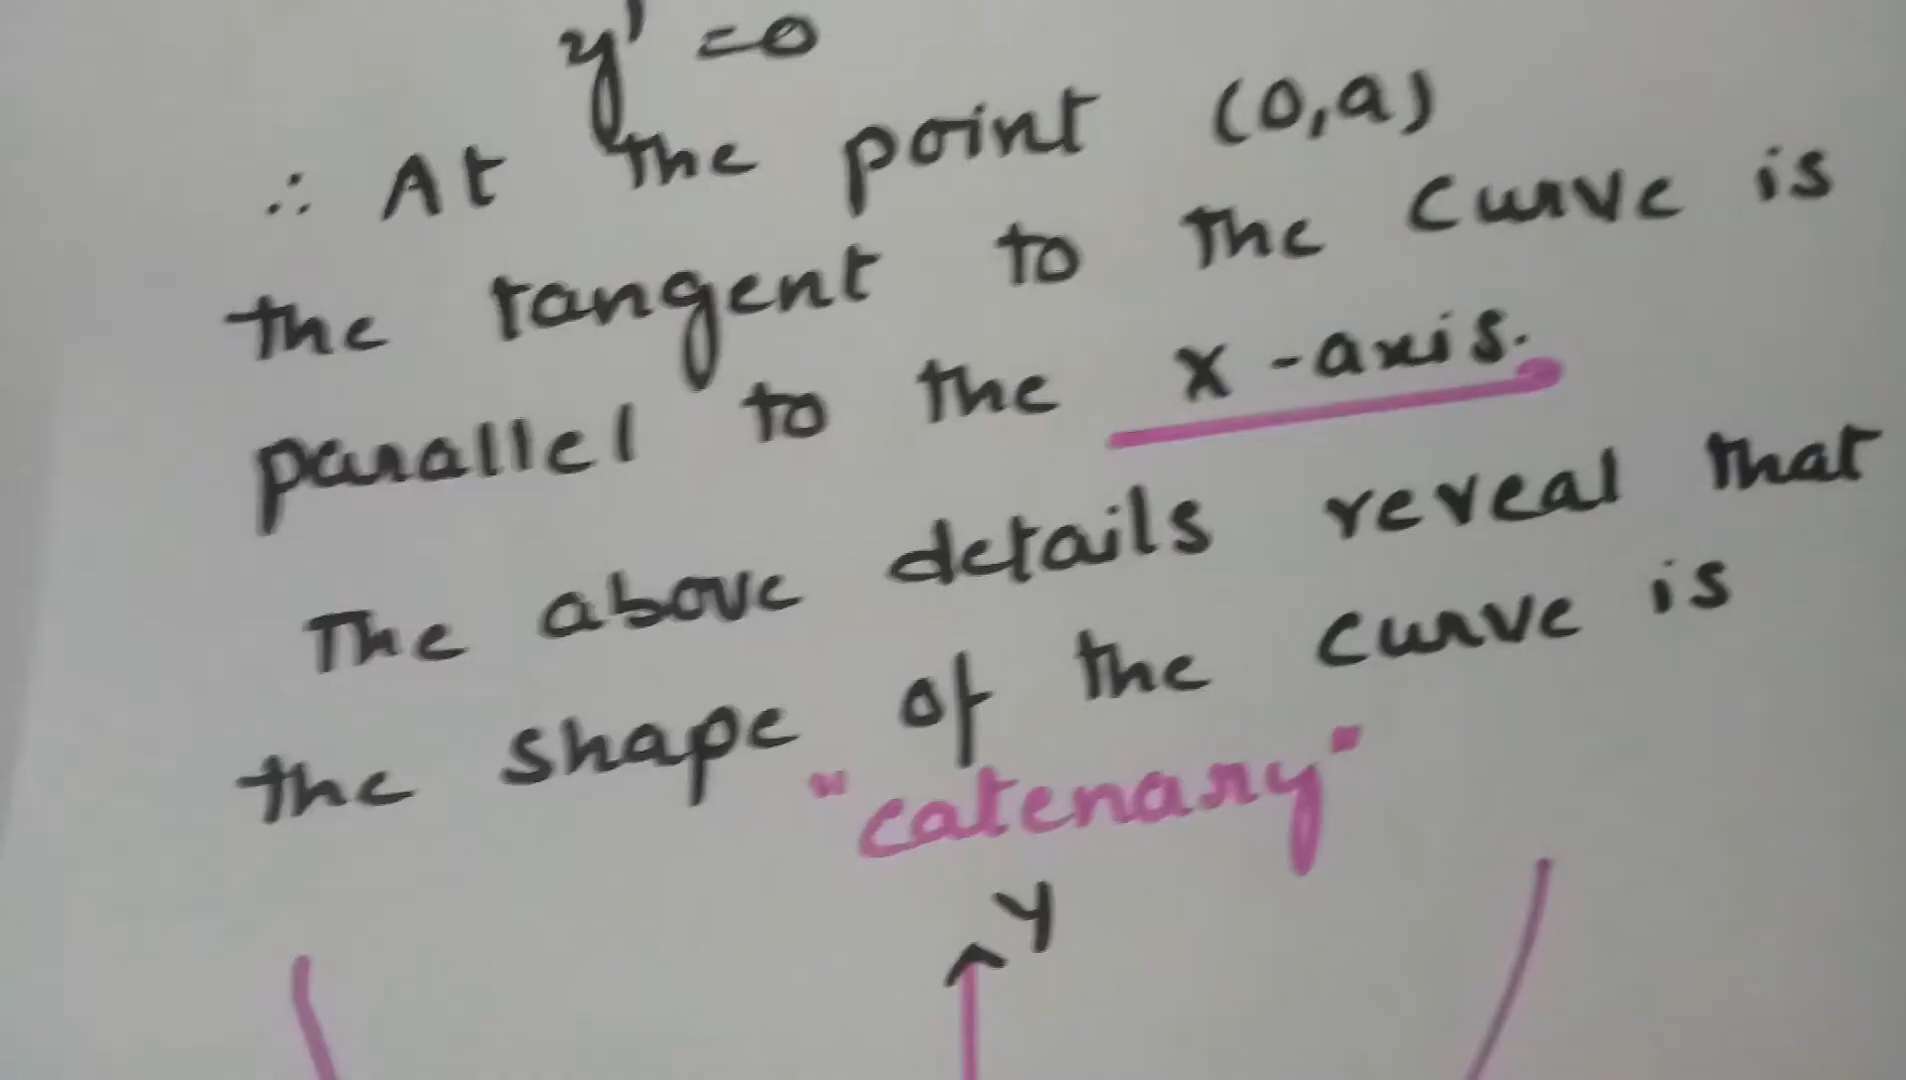 y' =0
∴ At the point (0,a)
the tangent to the curve is
parallel to the x-axis.
The above details reveal that
the shape of the curve is
"catenary"
Y